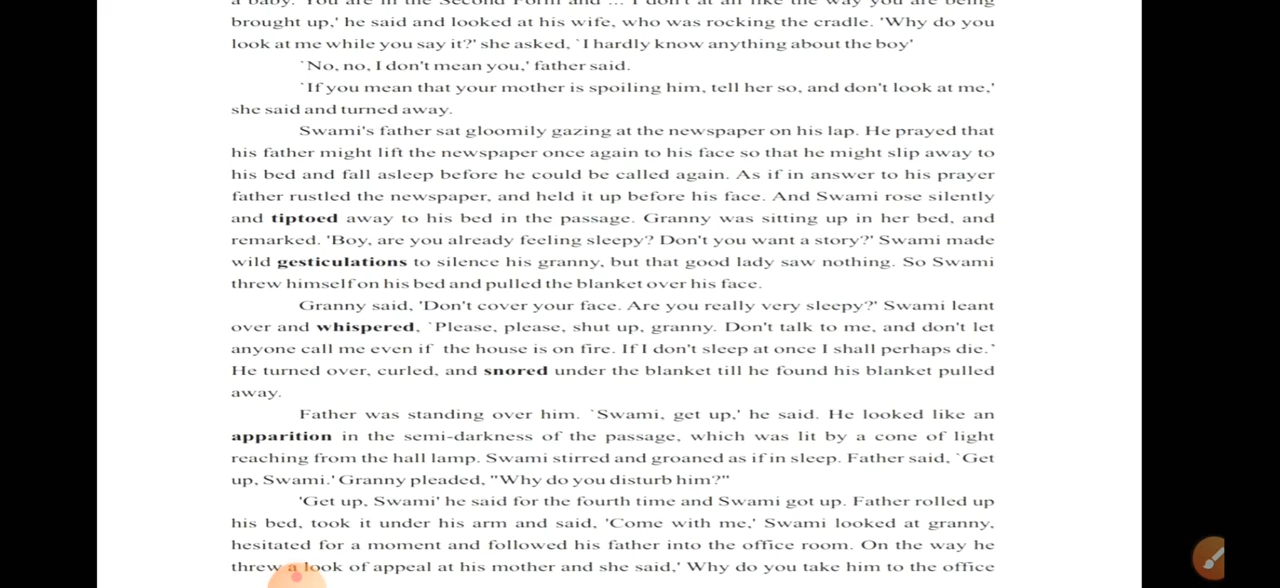 a baby. You are in the Second Form and ... I don't at all like the way you are being
brought up,' he said and looked at his wife, who was rocking the cradle. 'Why do you
look at me while you say it?' she asked, `I hardly know anything about the boy'
`No, no, I don't mean you,' father said.
`If you mean that your mother is spoiling him, tell her so, and don't look at me,'
she said and turned away.
Swami's father sat gloomily gazing at the newspaper on his lap. He prayed that
his father might lift the newspaper once again to his face so that he might slip away to
his bed and fall asleep before he could be called again. As if in answer to his prayer
father rustled the newspaper, and held it up before his face. And Swami rose silently
and tiptoed away to his bed in the passage. Granny was sitting up in her bed, and
remarked. 'Boy, are you already feeling sleepy? Don't you want a story?' Swami made
wild gesticulations to silence his granny, but that good lady saw nothing. So Swami
threw himself on his bed and pulled the blanket over his face.
Granny said, 'Don't cover your face. Are you really very sleepy?' Swami leant
over and whispered, `Please, please, shut up, granny. Don't talk to me, and don't let
anyone call me even if the house is on fire. If I don't sleep at once I shall perhaps die.`
He turned over, curled, and snored under the blanket till he found his blanket pulled
away.
Father was standing over him. `Swami, get up,' he said. He looked like an
apparition in the semi-darkness of the passage, which was lit by a cone of light
reaching from the hall lamp. Swami stirred and groaned as if in sleep. Father said, `Get
up, Swami.' Granny pleaded, "Why do you disturb him?"
'Get up, Swami' he said for the fourth time and Swami got up. Father rolled up
his bed, took it under his arm and said, 'Come with me,' Swami looked at granny,
hesitated for a moment and followed his father into the office room. On the way he
threw a look of appeal at his mother and she said,' Why do you take him to the office